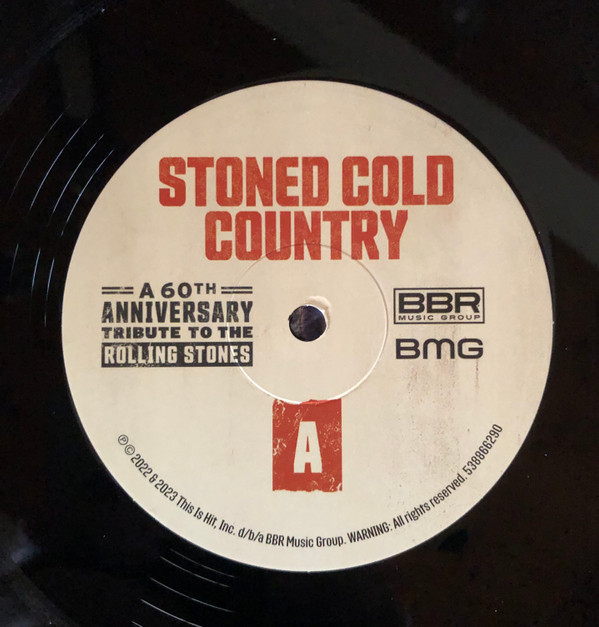 STONED COLD
COUNTRY
A 60TH
ANNIVERSARY
TRIBUTE TO THE
ROLLING STONES
BBR
MUSIC GROUP
BMG
A
℗ © 2022 & 2023 This Is Hit, Inc. d/b/a BBR Music Group. WARNING: All rights reserved. 538866290